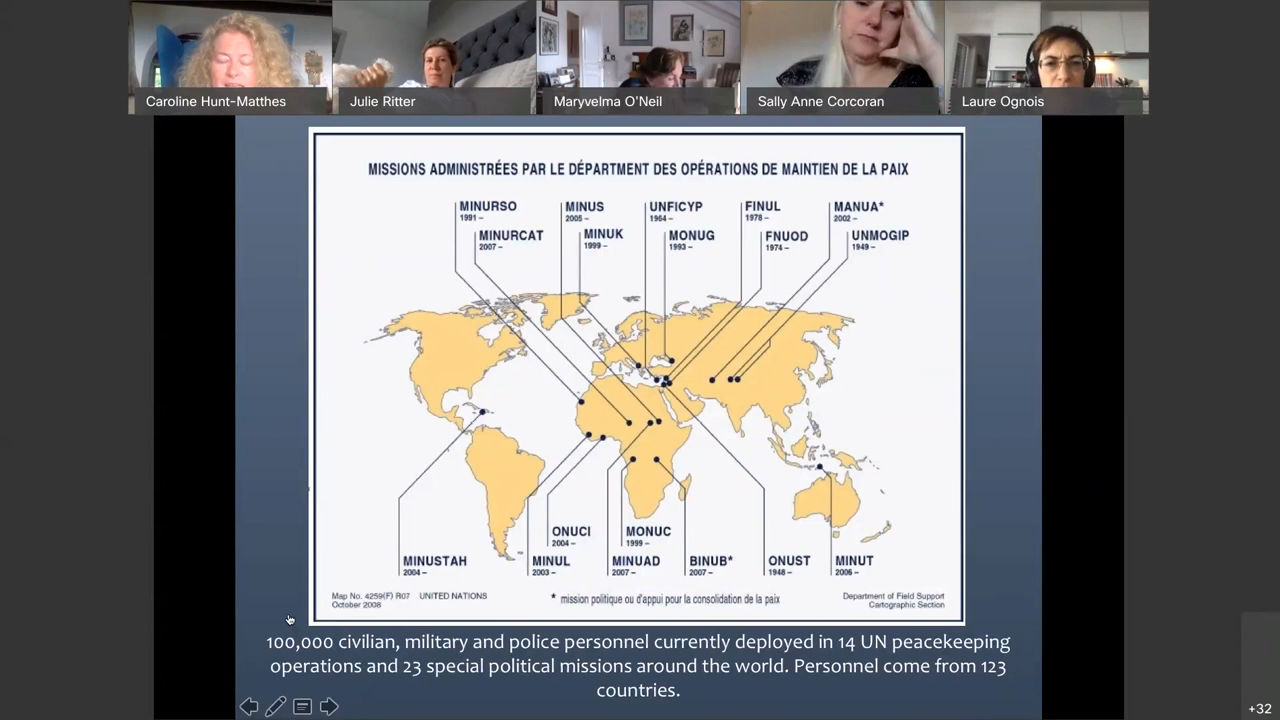 Caroline Hunt-Matthes
Julie Ritter
Maryvelma O'Neil
Sally Anne Corcoran
Laure Ognois
MISSIONS ADMINISTRÉES PAR LE DÉPARTMENT DES OPÉRATIONS DE MAINTIEN DE LA PAIX
MINURSO
1991 –
MINUS
2005 –
UNFICYP
1964 –
FINUL
1978 –
MANUA*
2002 –
MINURCAT
2007 –
MINUK
1999 –
MONUG
1993 –
FNUOD
1974 –
UNMOGIP
1949 –
ONUCI
2004 –
MONUC
1999 –
MINUSTAH
2004 –
MINUL
2003 –
MINUAD
2007 –
BINUB*
2007 –
ONUST
1948 –
MINUT
2006 –
Map No. 4259(F) R07 UNITED NATIONS
October 2008
* mission politique ou d'appui pour la consolidation de la paix
Department of Field Support
Cartographic Section
100,000 civilian, military and police personnel currently deployed in 14 UN peacekeeping
operations and 23 special political missions around the world. Personnel come from 123
countries.
+32